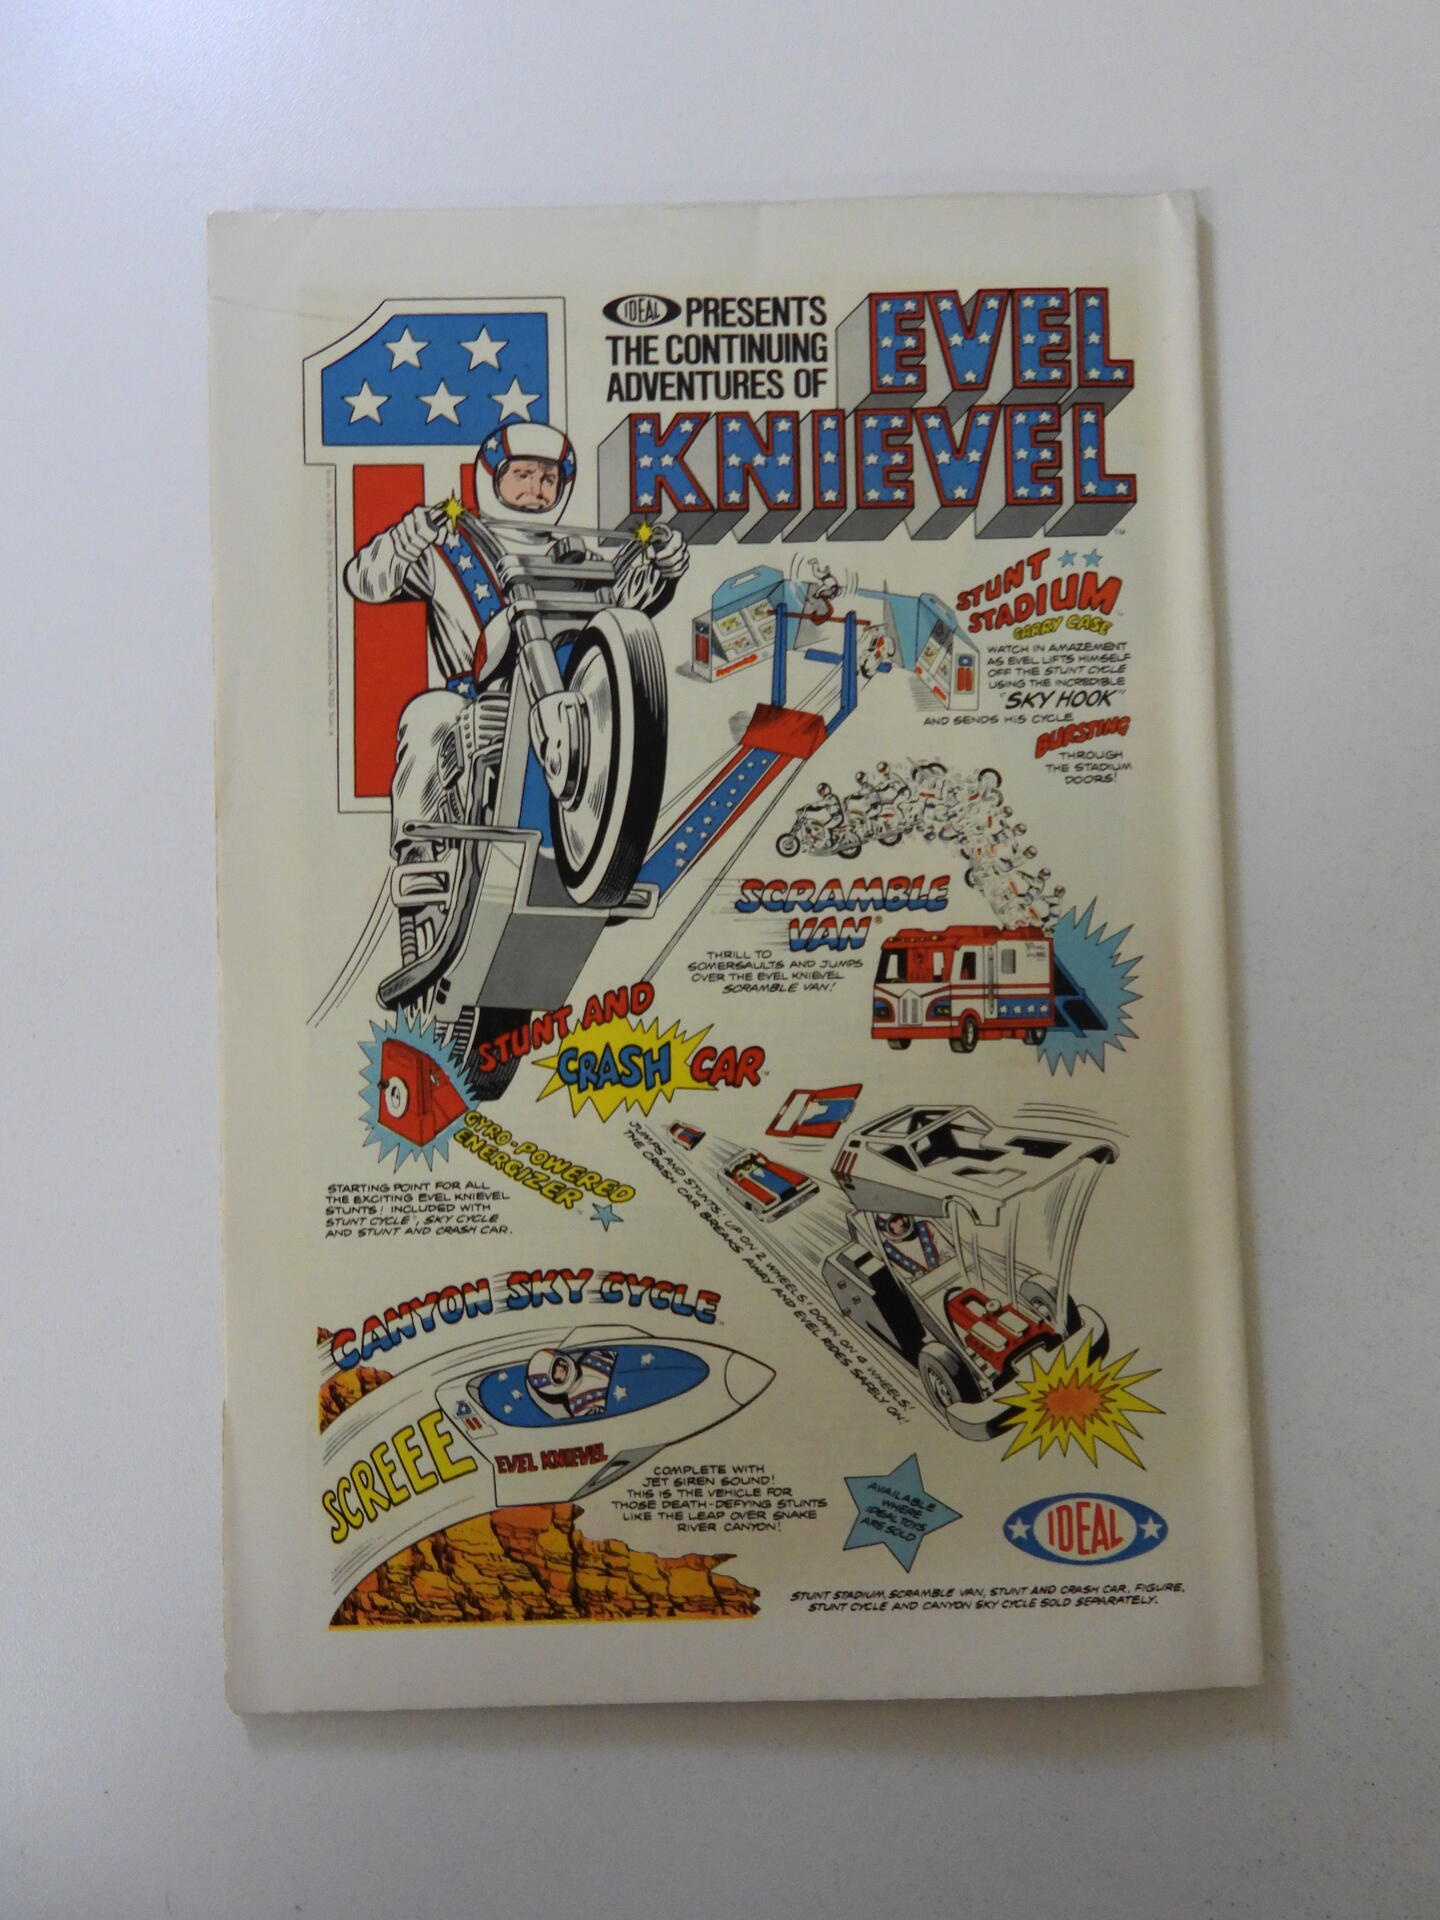 IDEAL PRESENTS
THE CONTINUING
ADVENTURES OF
EVEL
KNIEVEL
TM
STUNT
STADIUM
CARRY CASE
WATCH IN AMAZEMENT
AS EVEL LIFTS HIMSELF
OFF THE STUNT CYCLE
USING THE INCREDIBLE
"SKY HOOK"
AND SENDS HIS CYCLE
BURSTING
THROUGH
THE STADIUM
DOORS!
SCRAMBLE
VAN®
THRILL TO
SOMERSAULTS AND JUMPS
OVER THE EVEL KNIEVEL
SCRAMBLE VAN!
STUNT AND
CRASH CAR
JUMPS AND STUNTS: UP ON 2 WHEELS! DOWN ON 4 WHEELS!
THE CRASH CAR BREAKS AWAY AND EVEL RIDES SAFELY ON!
GYRO-POWERED
ENERGIZER
STARTING POINT FOR ALL
THE EXCITING EVEL KNIEVEL
STUNTS! INCLUDED WITH
STUNT CYCLE, SKY CYCLE
AND STUNT AND CRASH CAR.
CANYON SKY CYCLE
SCREEE
EVEL KNIEVEL
COMPLETE WITH
JET SIREN SOUND!
THIS IS THE VEHICLE FOR
THOSE DEATH-DEFYING STUNTS
LIKE THE LEAP OVER SNAKE
RIVER CANYON!
AVAILABLE
WHERE
IDEAL TOYS
ARE SOLD
IDEAL
STUNT STADIUM, SCRAMBLE VAN, STUNT AND CRASH CAR, FIGURE,
STUNT CYCLE AND CANYON SKY CYCLE SOLD SEPARATELY.